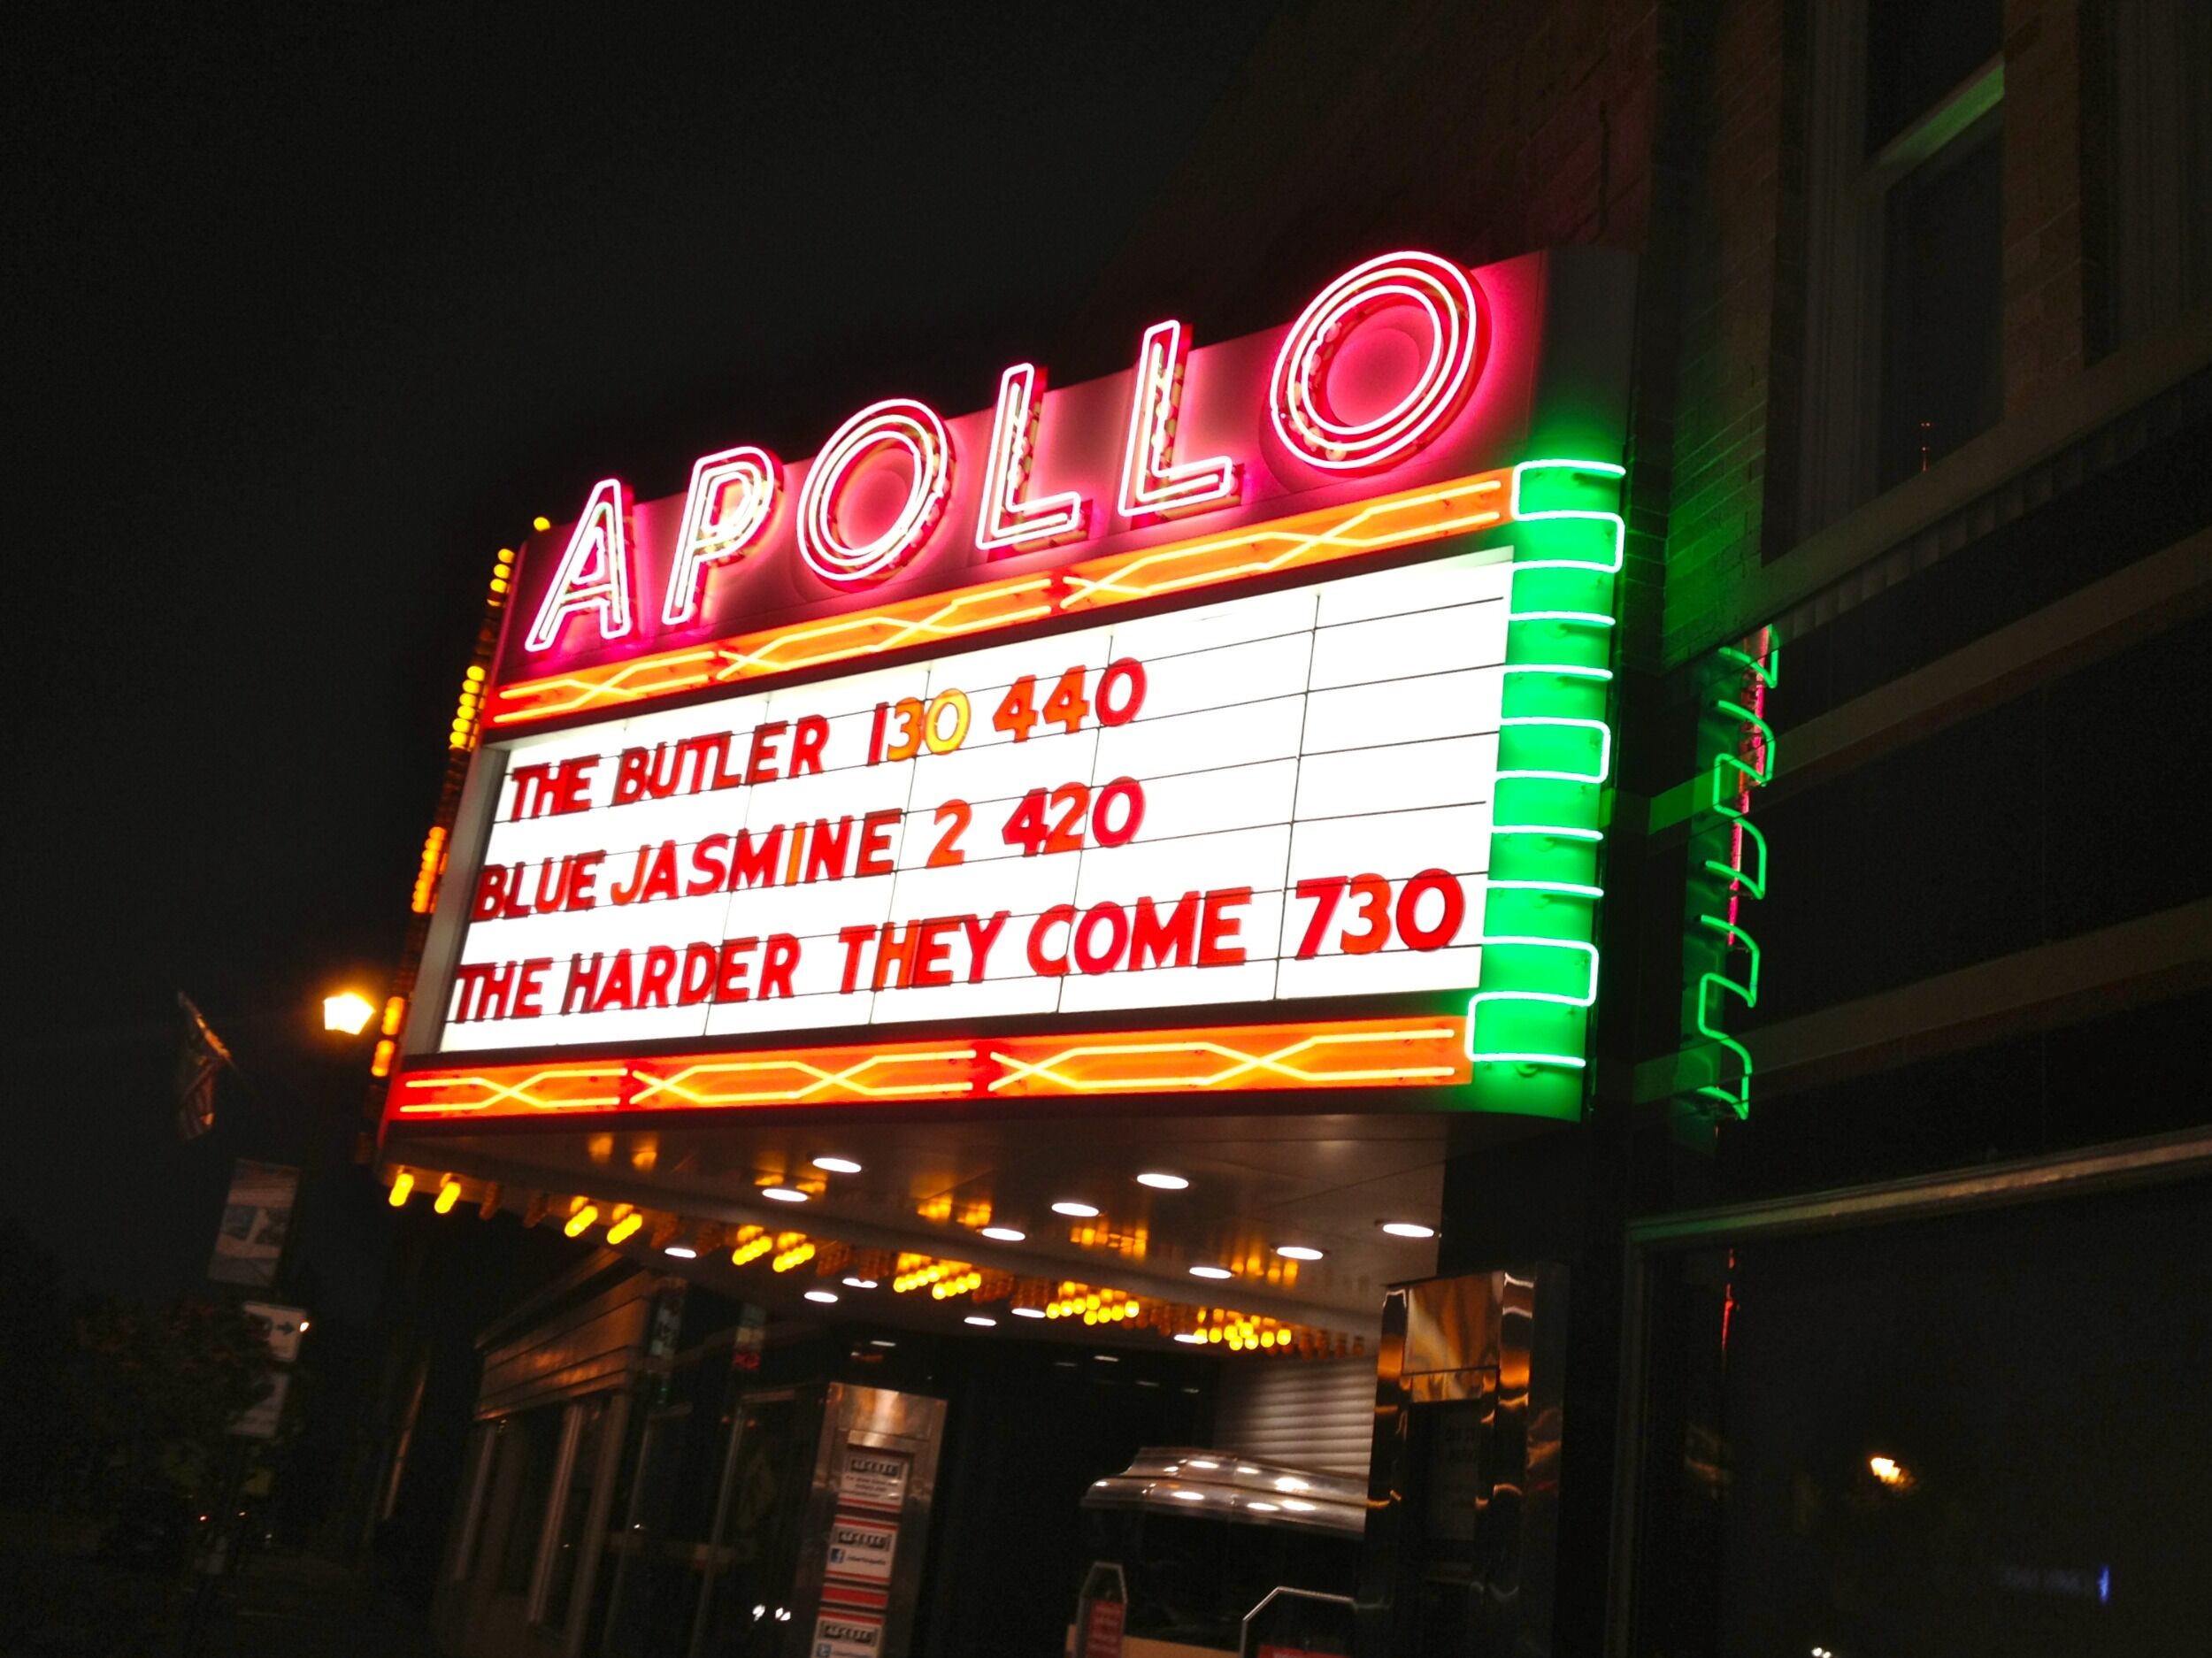 APOLLO
THE BUTLER 130 440
BLUE JASMINE 2 420
THE HARDER THEY COME 730